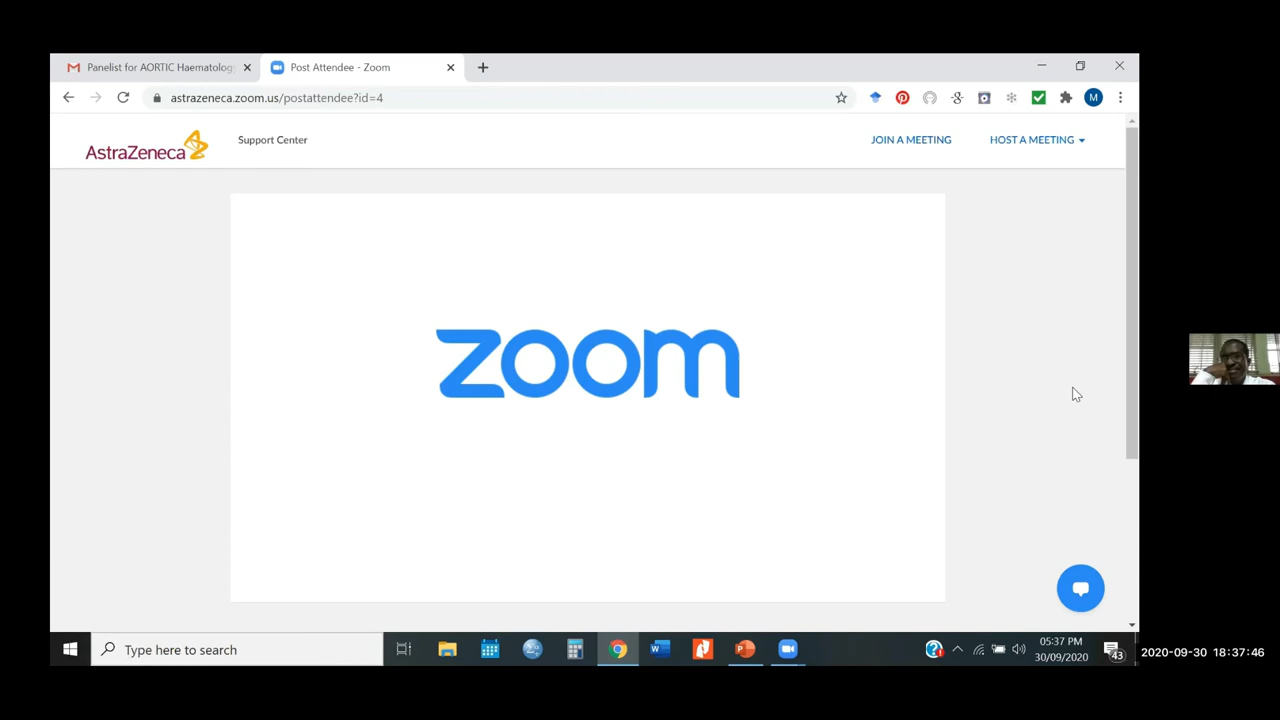 Panelist for AORTIC Haematology
Post Attendee - Zoom
astrazeneca.zoom.us/postattendee?id=4
M
AstraZeneca
Support Center
JOIN A MEETING
HOST A MEETING
zoom
Type here to search
05:37 PM
30/09/2020
43
2020-09-30 18:37:46